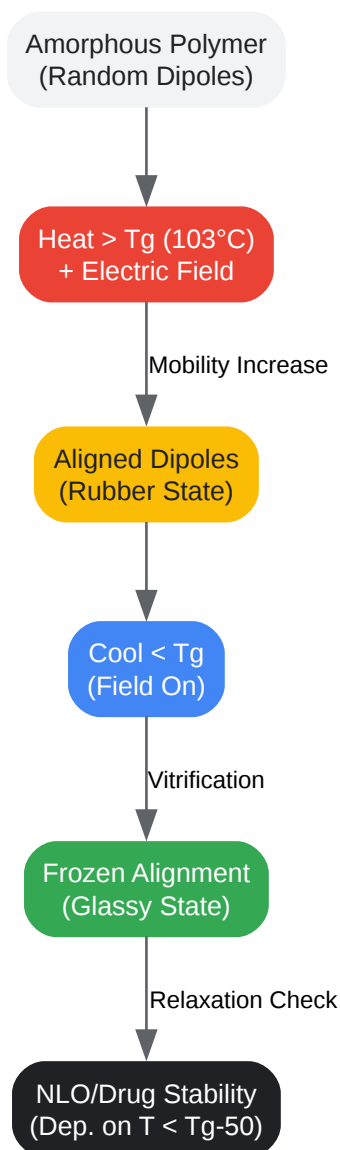 Amorphous Polymer
(Random Dipoles)
Heat > Tg (103°C)
+ Electric Field
Mobility Increase
Aligned Dipoles
(Rubber State)
Cool < Tg
(Field On)
Vitrification
Frozen Alignment
(Glassy State)
Relaxation Check
NLO/Drug Stability
(Dep. on T < Tg-50)